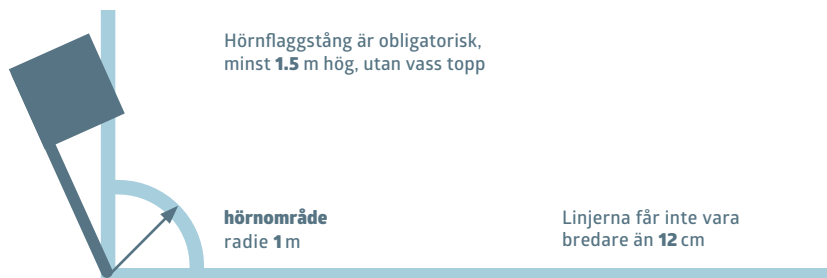 Hörnflaggstång är obligatorisk,
minst 1.5 m hög, utan vass topp
hörnområde
radie 1 m
Linjerna får inte vara
bredare än 12 cm